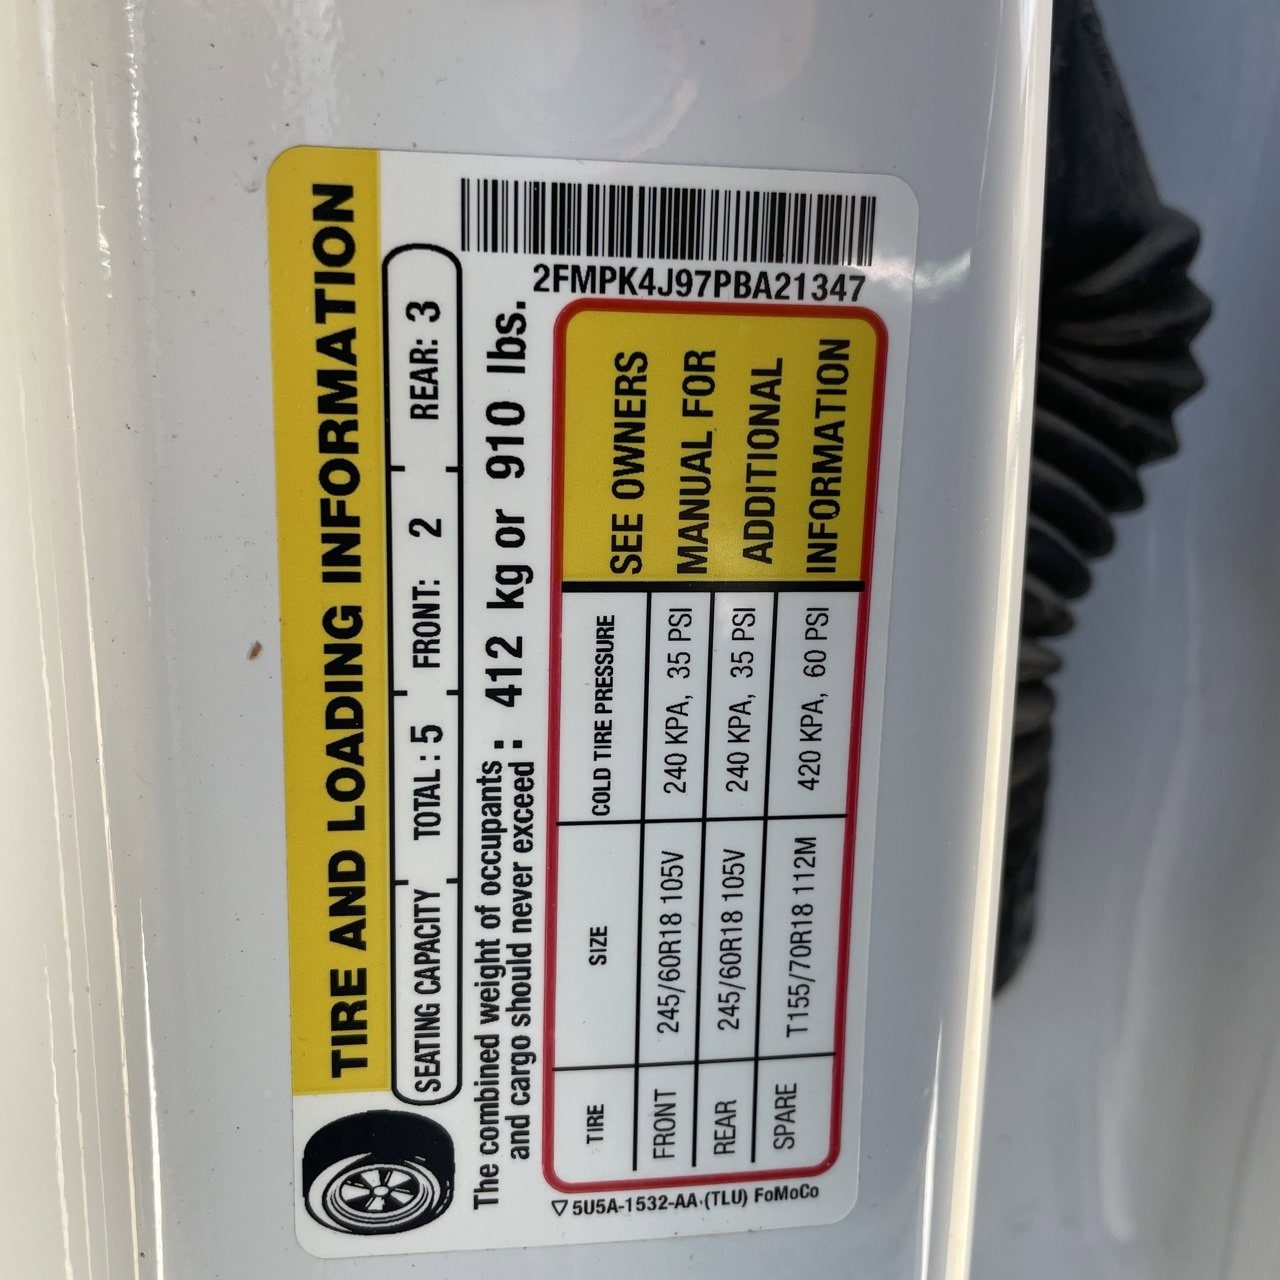 TIRE AND LOADING INFORMATION
SEATING CAPACITY TOTAL : 5 FRONT: 2 REAR: 3
The combined weight of occupants and cargo should never exceed : 412 kg or 910 lbs.
2FMPK4J97PBA21347
TIRE SIZE COLD TIRE PRESSURE
FRONT 245/60R18 105V 240 KPA, 35 PSI
REAR 245/60R18 105V 240 KPA, 35 PSI
SPARE T155/70R18 112M 420 KPA, 60 PSI
SEE OWNERS
MANUAL FOR
ADDITIONAL
INFORMATION
5U5A-1532-AA (TLU) FoMoCo